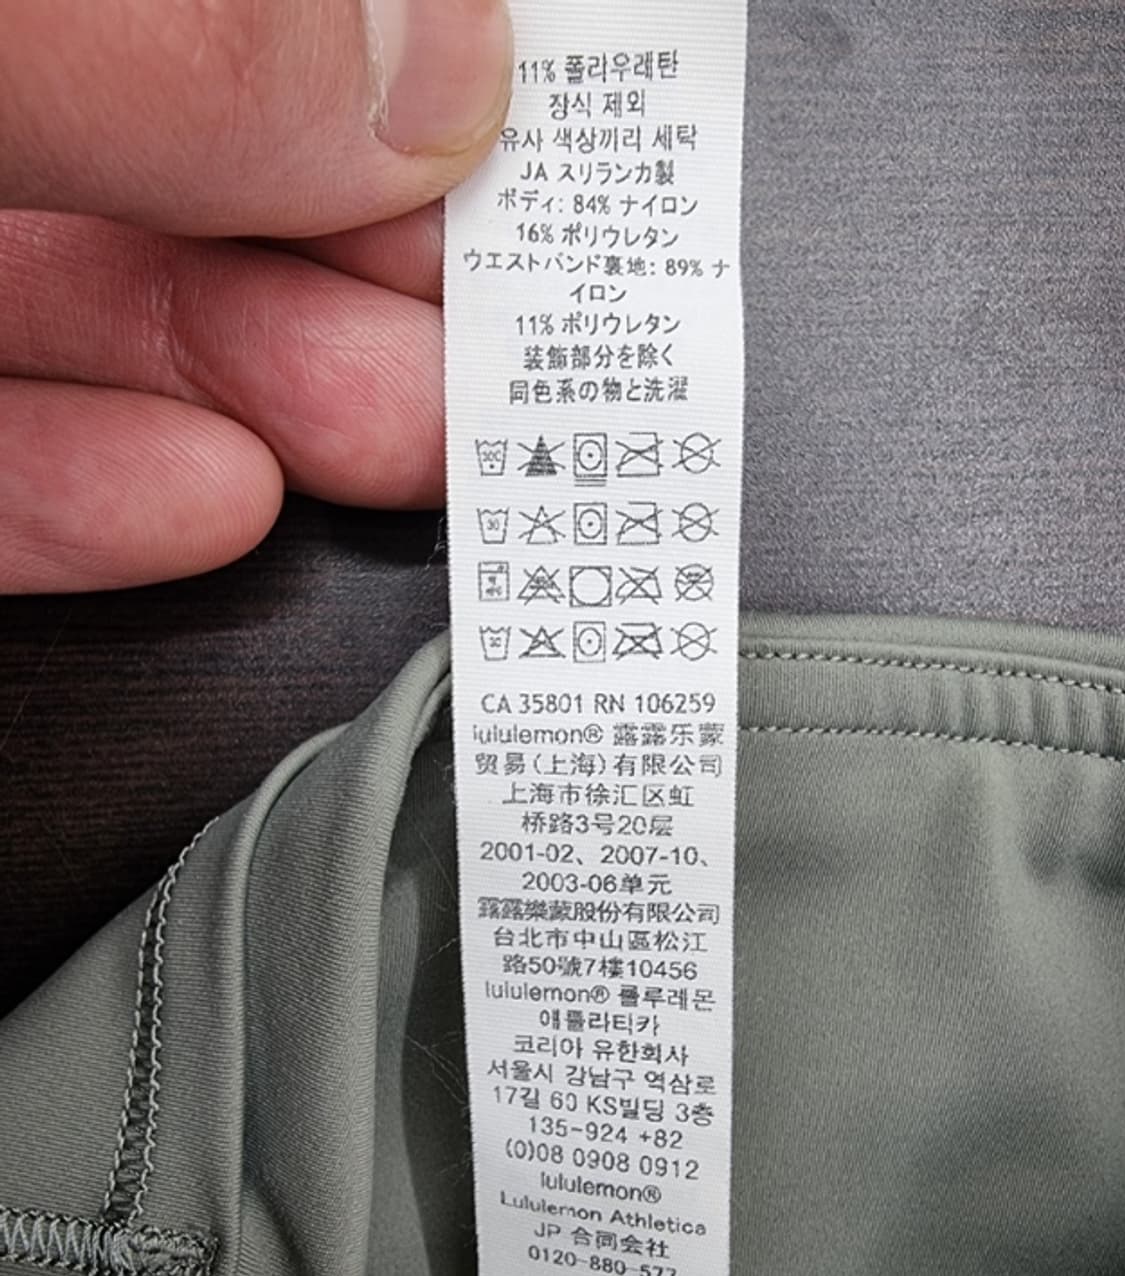 11% 폴리우레탄
장식 제외
유사 색상끼리 세탁
JA スリランカ製
ボディ: 84% ナイロン
16% ポリウレタン
ウエストバンド裏地: 89% ナ
イロン
11% ポリウレタン
装飾部分を除く
同色系の物と洗濯
30C
30
30
CA 35801 RN 106259
lululemon® 露露乐蒙
贸易(上海)有限公司
上海市徐汇区虹
桥路3号20层
2001-02、2007-10、
2003-06单元
露露樂蒙股份有限公司
台北市中山區松江
路50號7樓10456
lululemon® 룰루레몬
애틀라티카
코리아 유한회사
서울시 강남구 역삼로
17길 60 KS빌딩 3층
135-924 +82
(0)08 0908 0912
lululemon®
Lululemon Athletica
JP 合同会社
0120-880-577